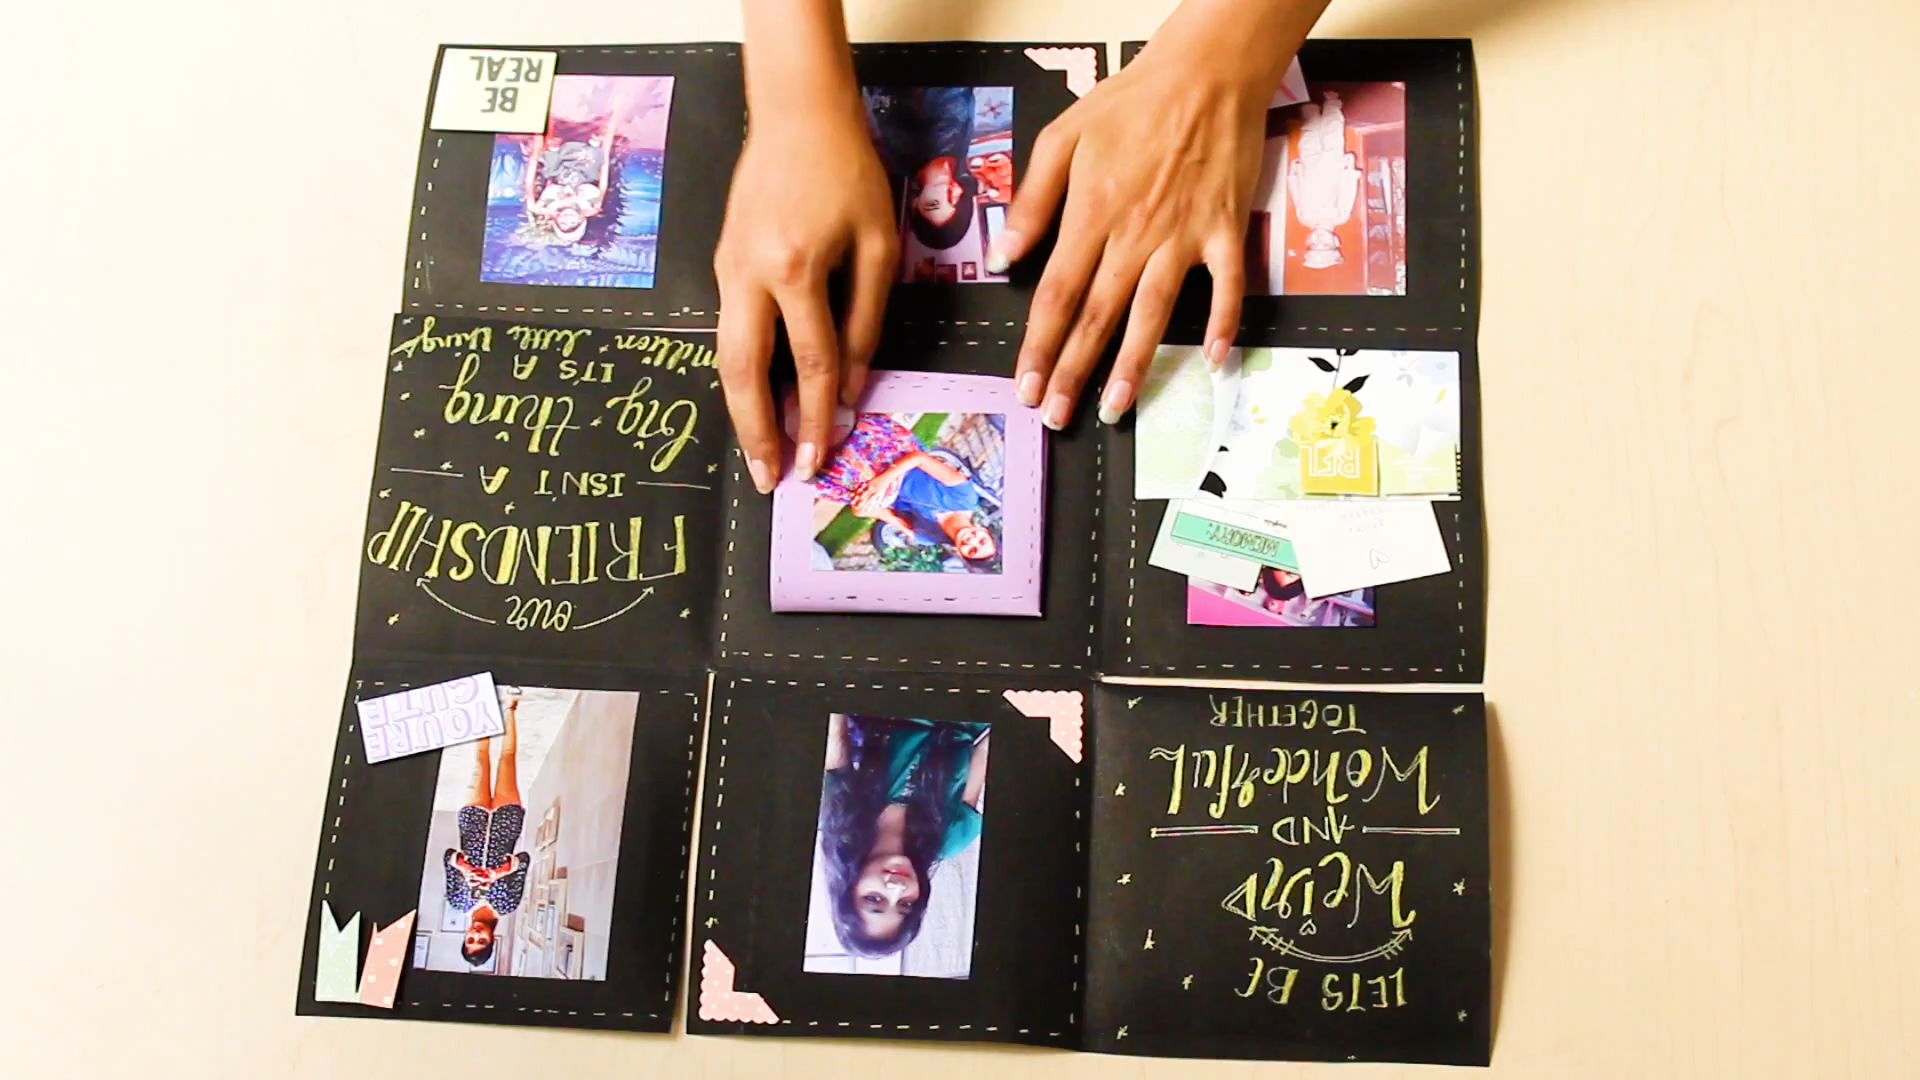 BE
REAL
LETS BE
WEIRD
AND
Wonderful
TOGETHER
our
FRIENDSHIP
ISN'T A
big thing
IT'S A
million little things
MEMORY
YOU'RE
CUTE